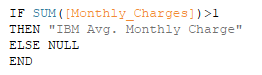 IF SUM([Monthly_Charges])>1
THEN "IBM Avg. Monthly Charge"
ELSE NULL
END